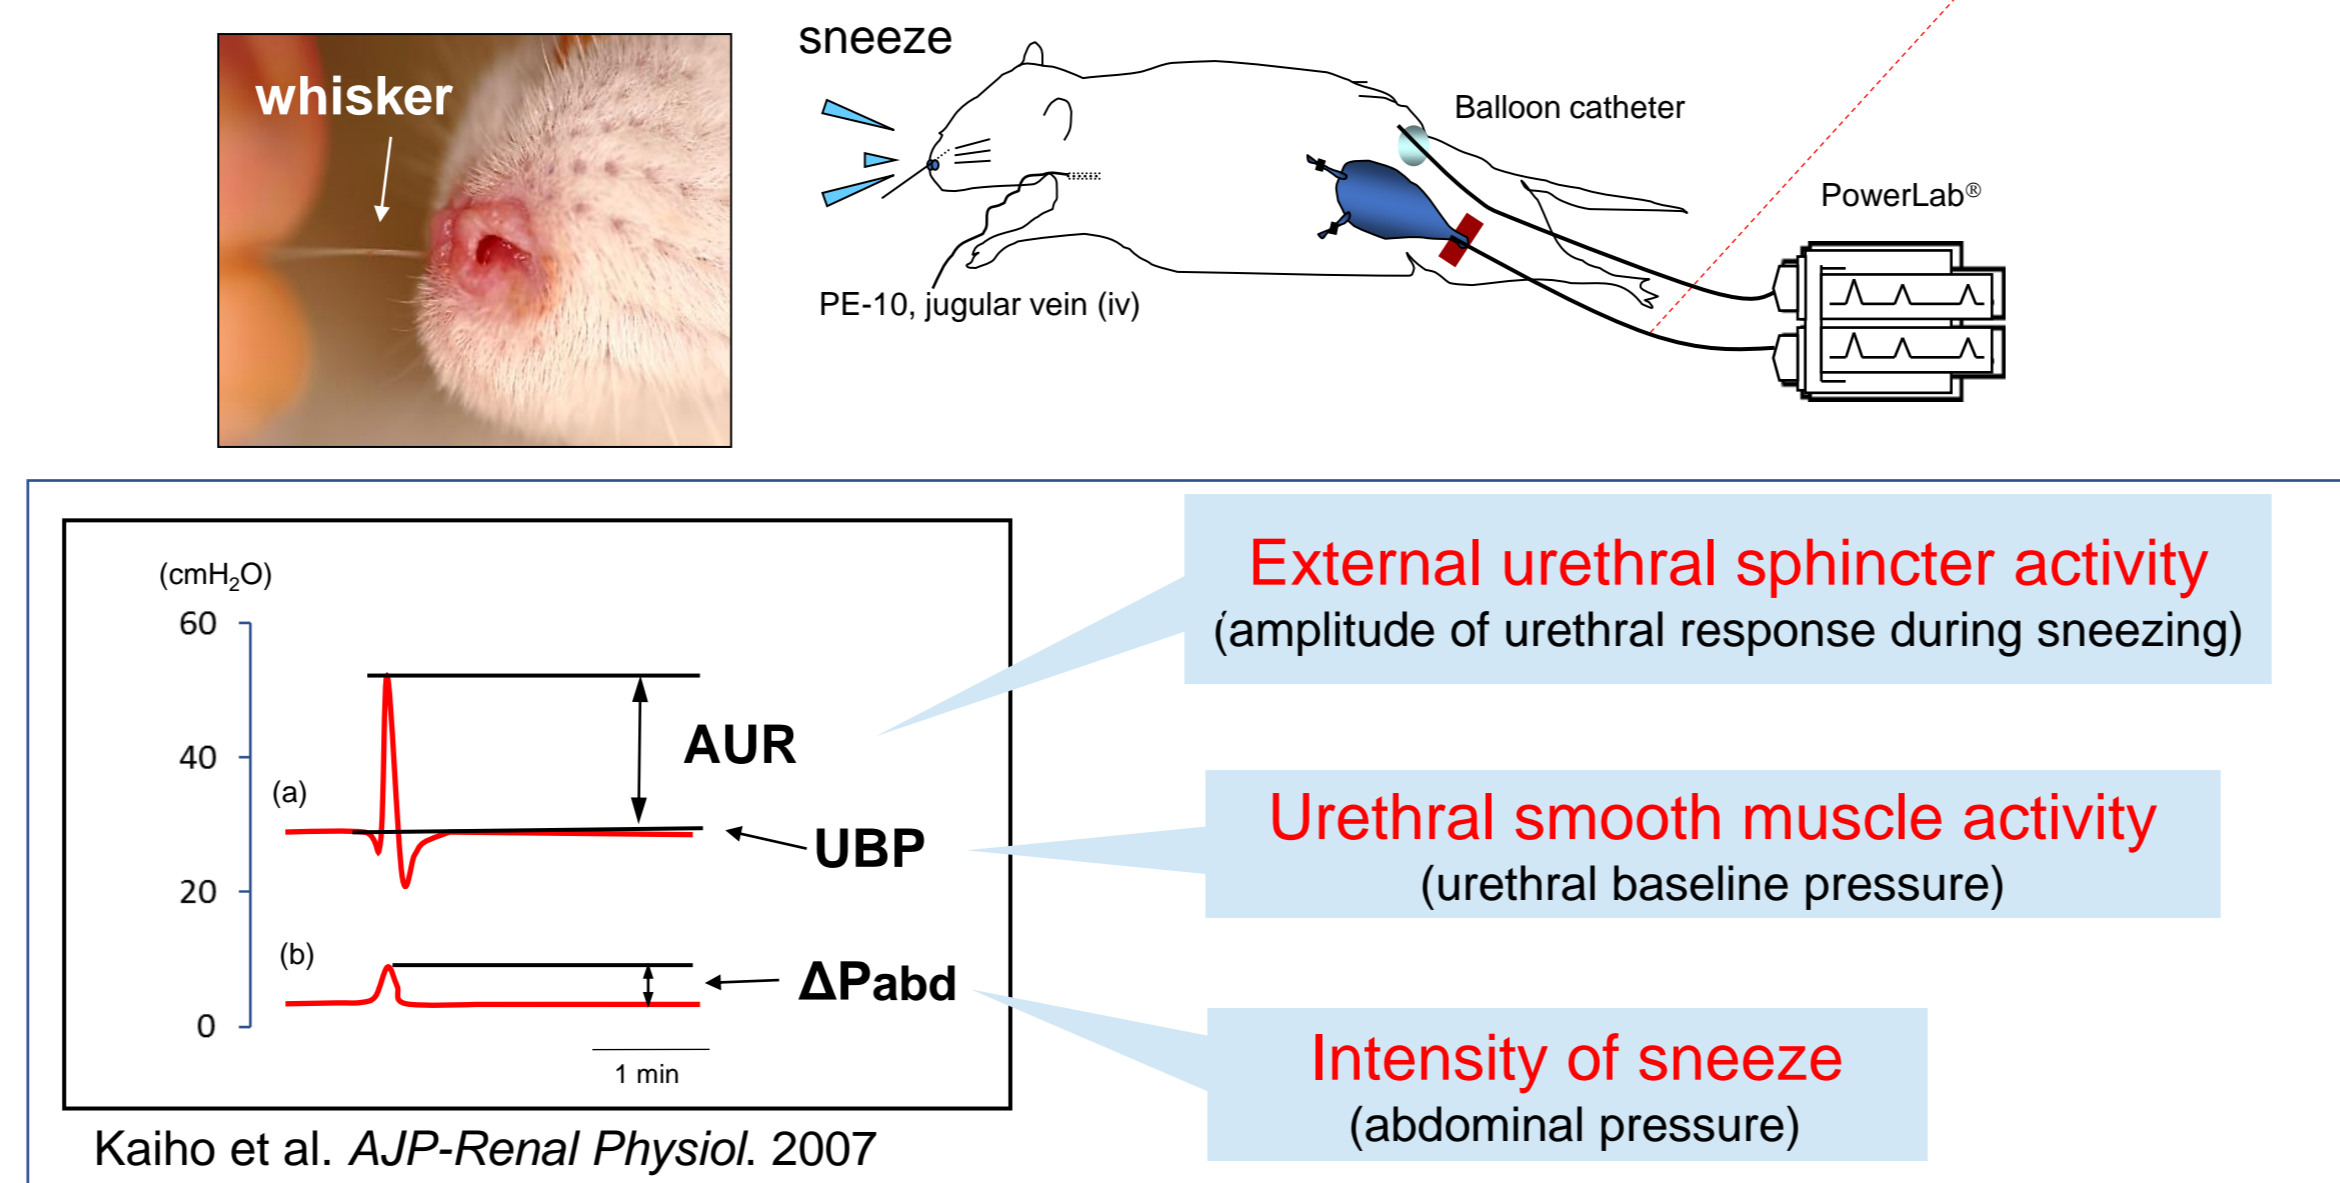 whisker
sneeze
Balloon catheter
PowerLab®
PE-10, jugular vein (iv)
(cmH₂O)
60
40
20
0
(a)
(b)
AUR
UBP
ΔPabd
1 min
External urethral sphincter activity
(amplitude of urethral response during sneezing)
Urethral smooth muscle activity
(urethral baseline pressure)
Intensity of sneeze
(abdominal pressure)
Kaiho et al. AJP-Renal Physiol. 2007